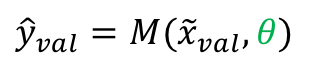 ŷ_val = M(x̃_val, θ)